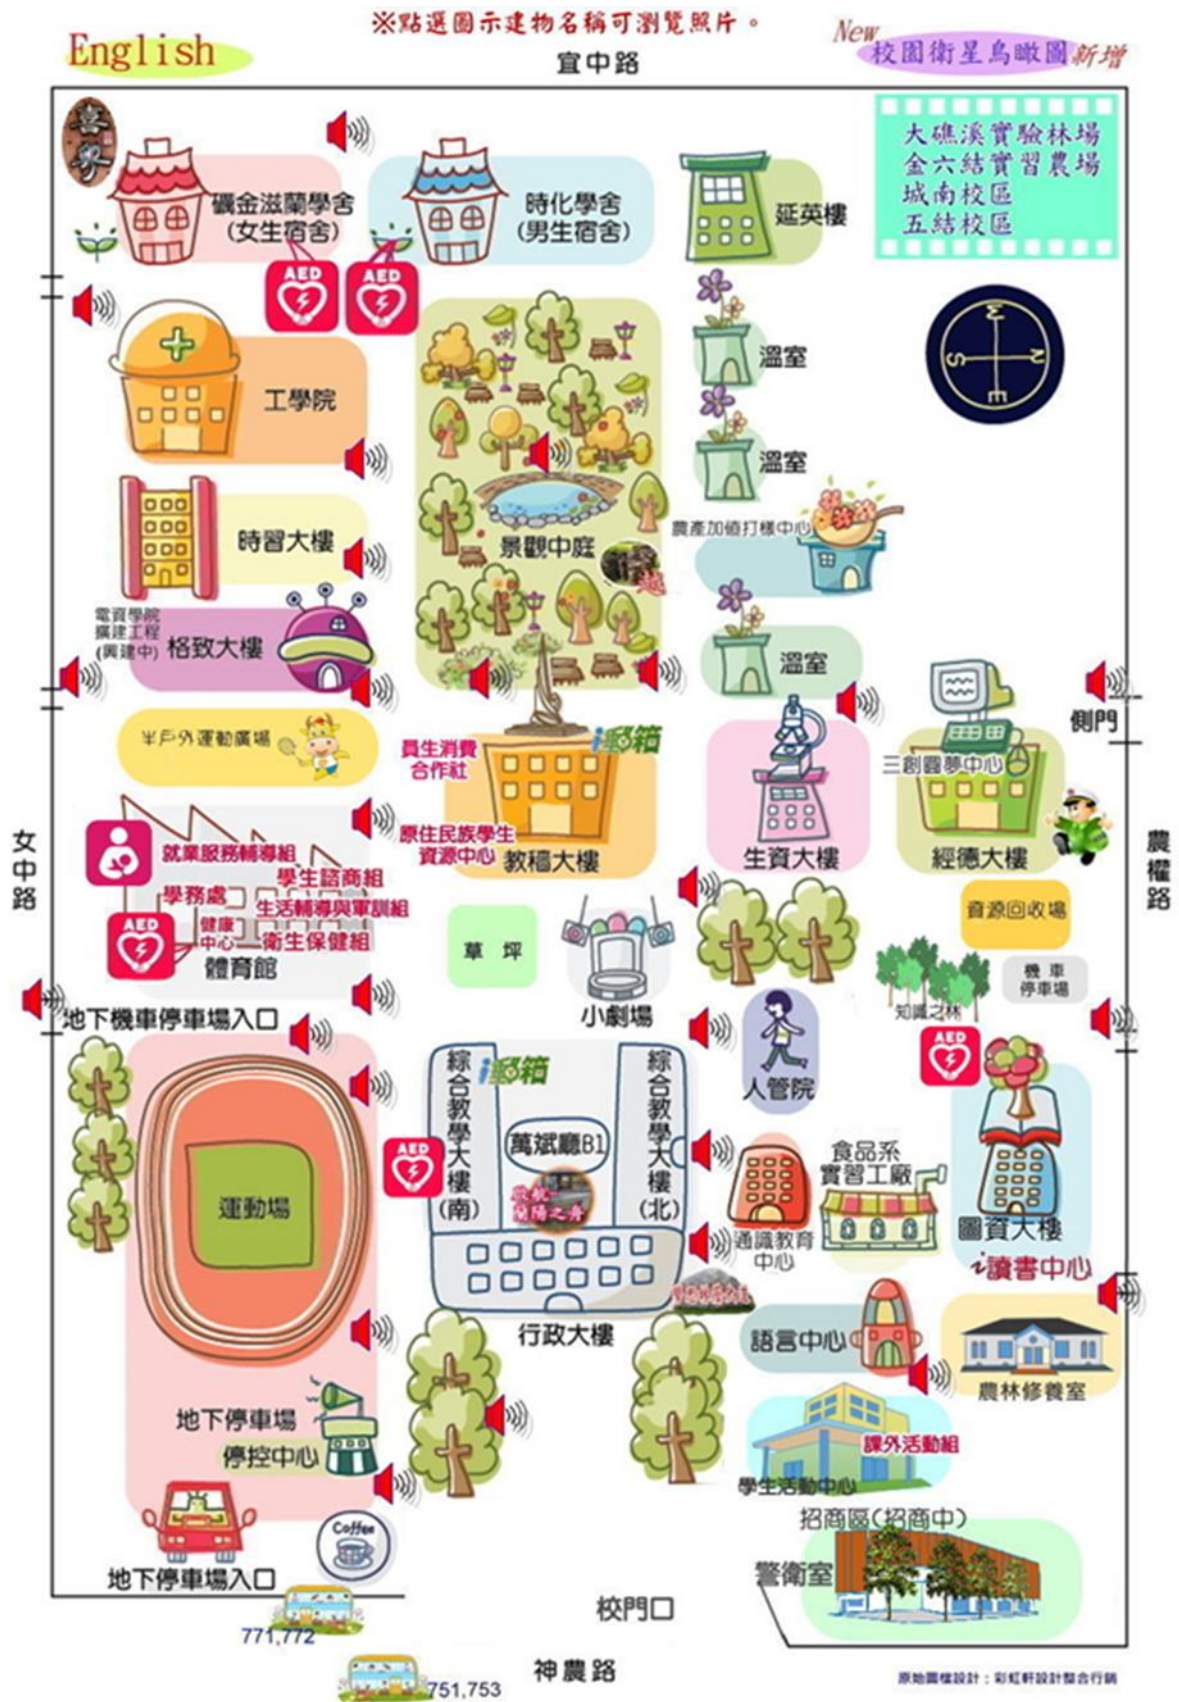 ※點選圖示建物名稱可瀏覽照片。
English
New
校園衛星鳥瞰圖新增
宜中路
大礁溪實驗林場
金六結實習農場
城南校區
五結校區
礦金滋蘭學舍
(女生宿舍)
時化學舍
(男生宿舍)
延英樓
AED
AED
工學院
溫室
W
S
N
E
溫室
時習大樓
景觀中庭
農產加值打樣中心
越
電資學院
擴建工程
(興建中)
格致大樓
溫室
側門
半戶外運動廣場
員生消費
合作社
i郵箱
三創圓夢中心
原住民族學生
資源中心
教穡大樓
生資大樓
經德大樓
女中路
農權路
就業服務輔導組
學生諮商組
學務處
生活輔導與軍訓組
AED
健康
中心
衛生保健組
體育館
草坪
小劇場
資源回收場
機車
停車場
知識之林
地下機車停車場入口
AED
人管院
綜合教學大樓(南)
i郵箱
綜合教學大樓(北)
萬斌廳B1
AED
啟航-
蘭陽之舟
運動場
食品系
實習工廠
通識教育
中心
圖資大樓
i讀書中心
行政大樓
語言中心
農林修養室
地下停車場
停控中心
課外活動組
學生活動中心
招商區(招商中)
Coffee
警衛室
地下停車場入口
校門口
771,772
神農路
751,753
原始圖檔設計：彩虹軒設計整合行銷